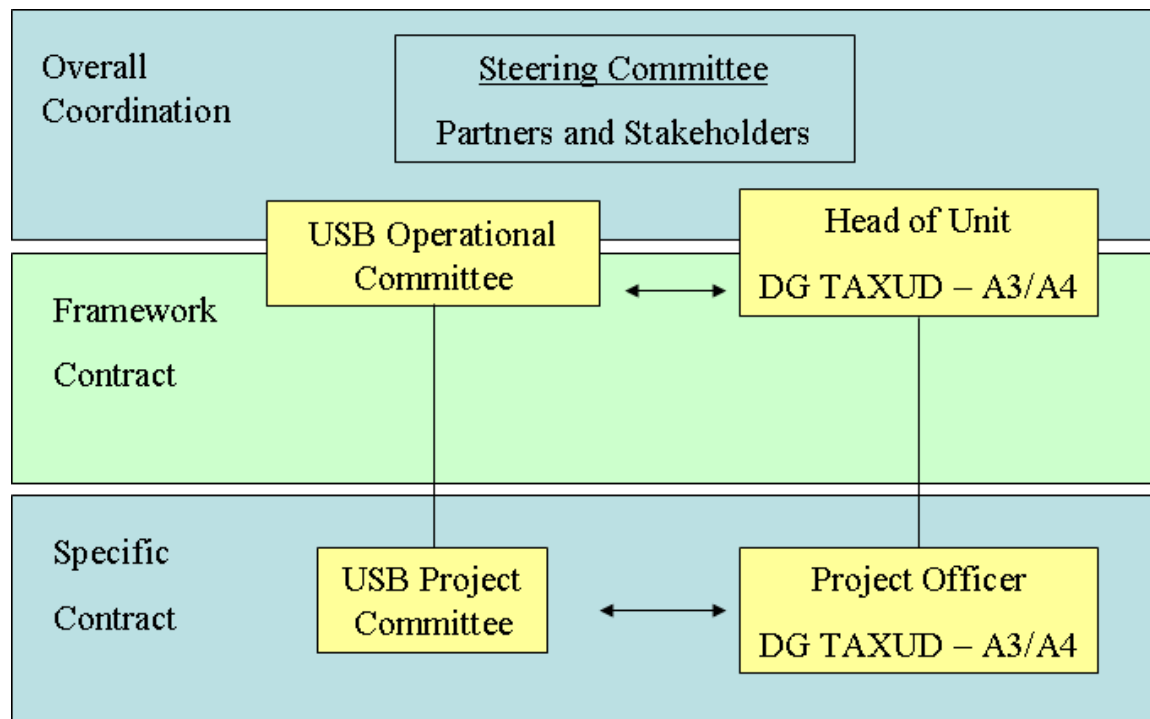 Overall
Coordination
Steering Committee
Partners and Stakeholders
USB Operational
Committee
Head of Unit
DG TAXUD – A3/A4
Framework
Contract
Specific
Contract
USB Project
Committee
Project Officer
DG TAXUD – A3/A4